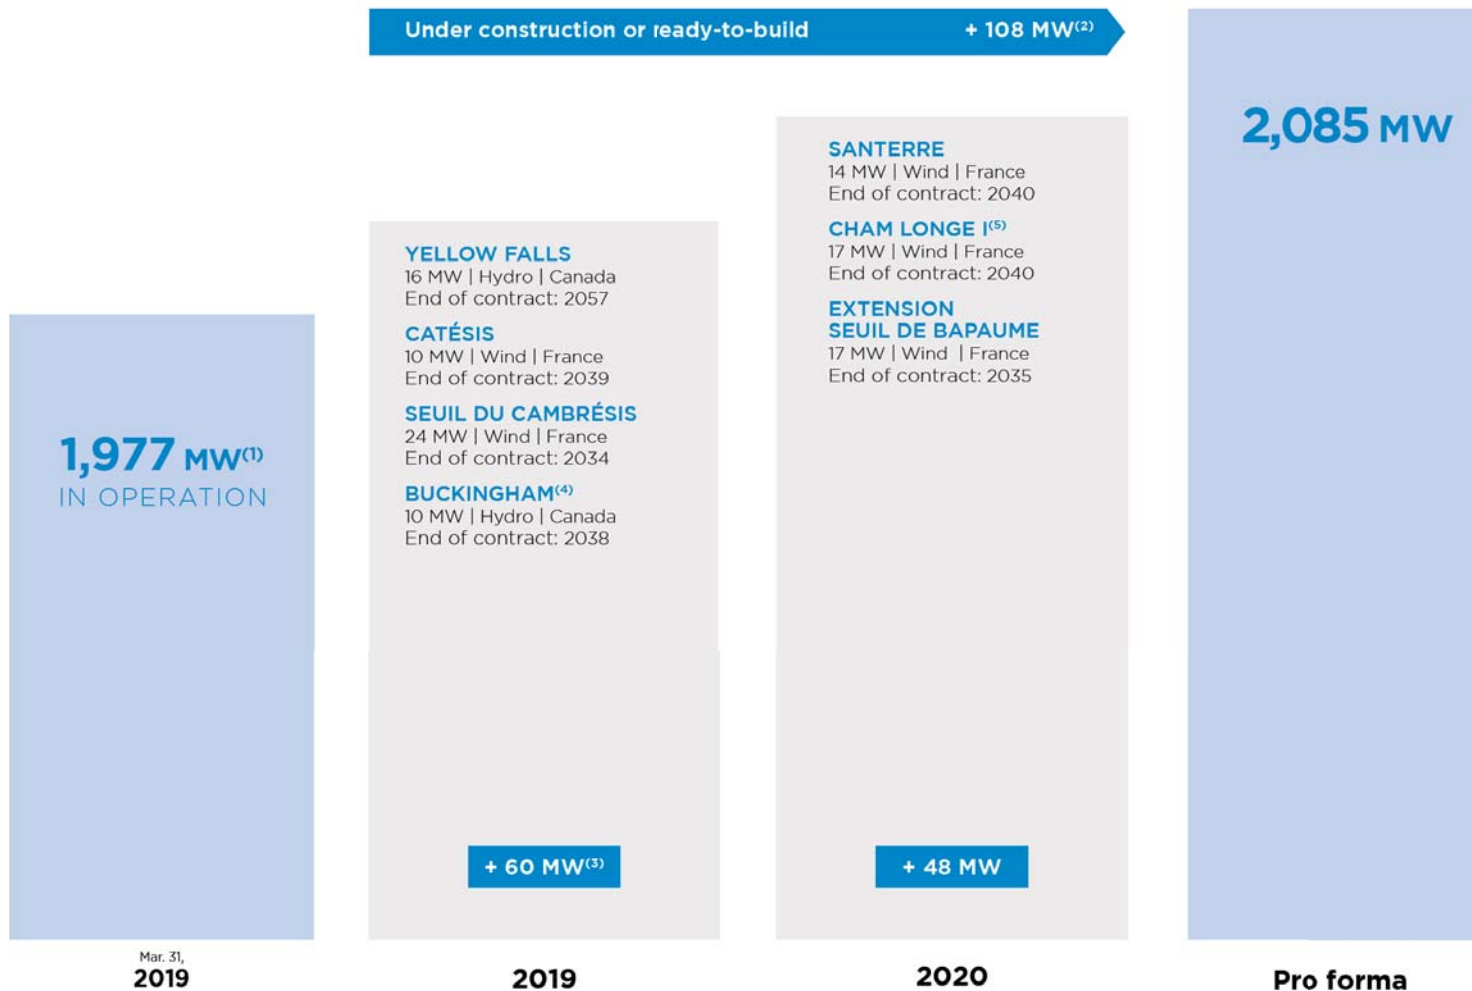 Under construction or ready-to-build + 108 MW(2)
2,085 MW
SANTERRE
14 MW | Wind | France
End of contract: 2040
CHAM LONGE I(5)
17 MW | Wind | France
End of contract: 2040
EXTENSION
SEUIL DE BAPAUME
17 MW | Wind | France
End of contract: 2035
YELLOW FALLS
16 MW | Hydro | Canada
End of contract: 2057
CATÉSIS
10 MW | Wind | France
End of contract: 2039
SEUIL DU CAMBRÉSIS
24 MW | Wind | France
End of contract: 2034
BUCKINGHAM(4)
10 MW | Hydro | Canada
End of contract: 2038
1,977 MW(1)
IN OPERATION
+ 60 MW(3)
+ 48 MW
Mar. 31,
2019
2019
2020
Pro forma